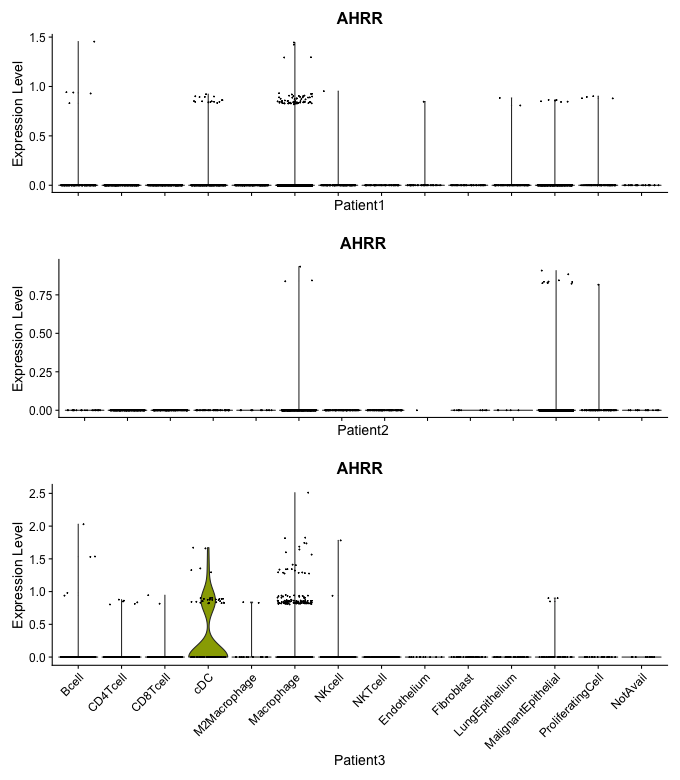 AHRR
Expression Level
1.5
1.0
0.5
0.0
Patient1
AHRR
Expression Level
0.75
0.50
0.25
0.00
Patient2
AHRR
Expression Level
2.5
2.0
1.5
1.0
0.5
0.0
Bcell
CD4Tcell
CD8Tcell
cDC
M2Macrophage
Macrophage
NKcell
NKTcell
Endothelium
Fibroblast
LungEpithelium
MalignantEpithelial
ProliferatingCell
NotAvail
Patient3